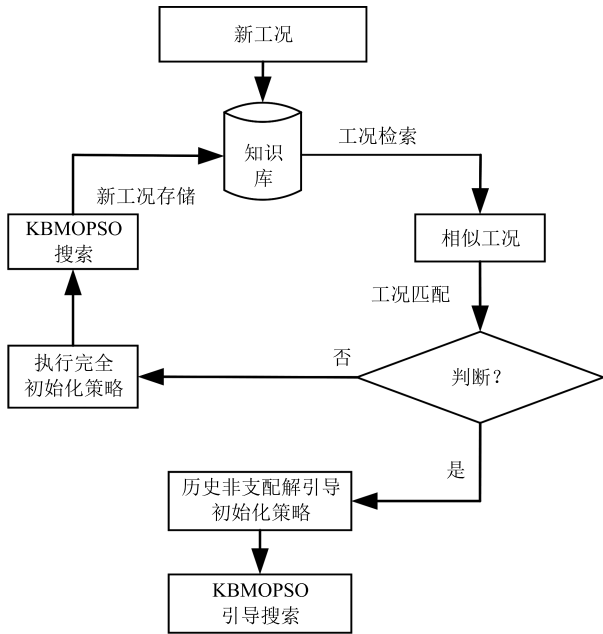 新工况
知识
库
工况检索
新工况存储
KBMOPSO
搜索
相似工况
工况匹配
执行完全
初始化策略
否
判断？
是
历史非支配解引导
初始化策略
KBMOPSO
引导搜索